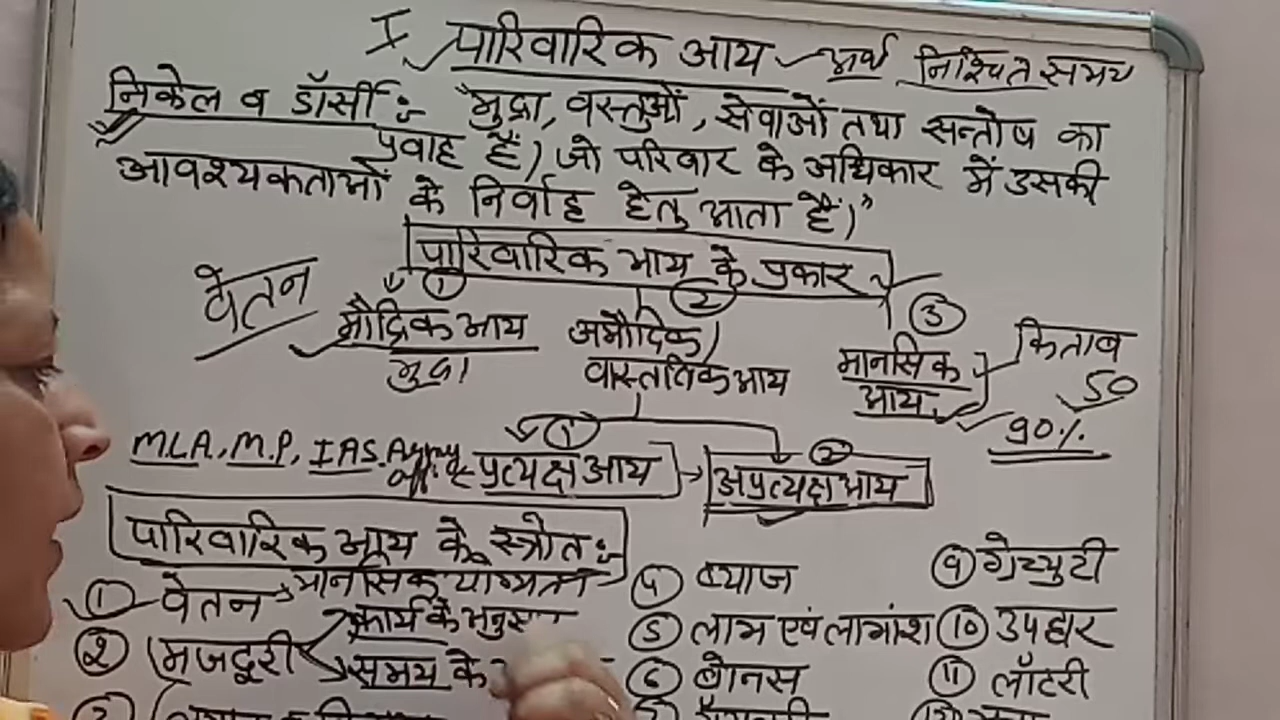 I पारिवारिक आय अर्थ निश्चित समय
निकेल व डॉर्सी :- "मुद्रा, वस्तुओं, सेवाओं तथा सन्तोष का
प्रवाह हैं, जो परिवार के अधिकार में उसकी
आवश्यकताओं के निर्वाह हेतु आता हैं।"
पारिवारिक आय के प्रकार
वेतन
① मौद्रिक आय
मुद्रा
② अमौद्रिक/
वास्तविक आय
③ मानसिक
आय
किताब
50
90%
MLA, M.P, IAS. Army
① प्रत्यक्ष आय
② अप्रत्यक्ष आय
पारिवारिक आय के स्त्रोत :-
① वेतन मानसिक योग्यता
② मजदूरी कार्य के
समय के
④ ब्याज
⑤ लाभ एवं लाभांश
⑥ बोनस
⑨ ग्रेच्युटी
⑩ उपहार
⑪ लॉटरी